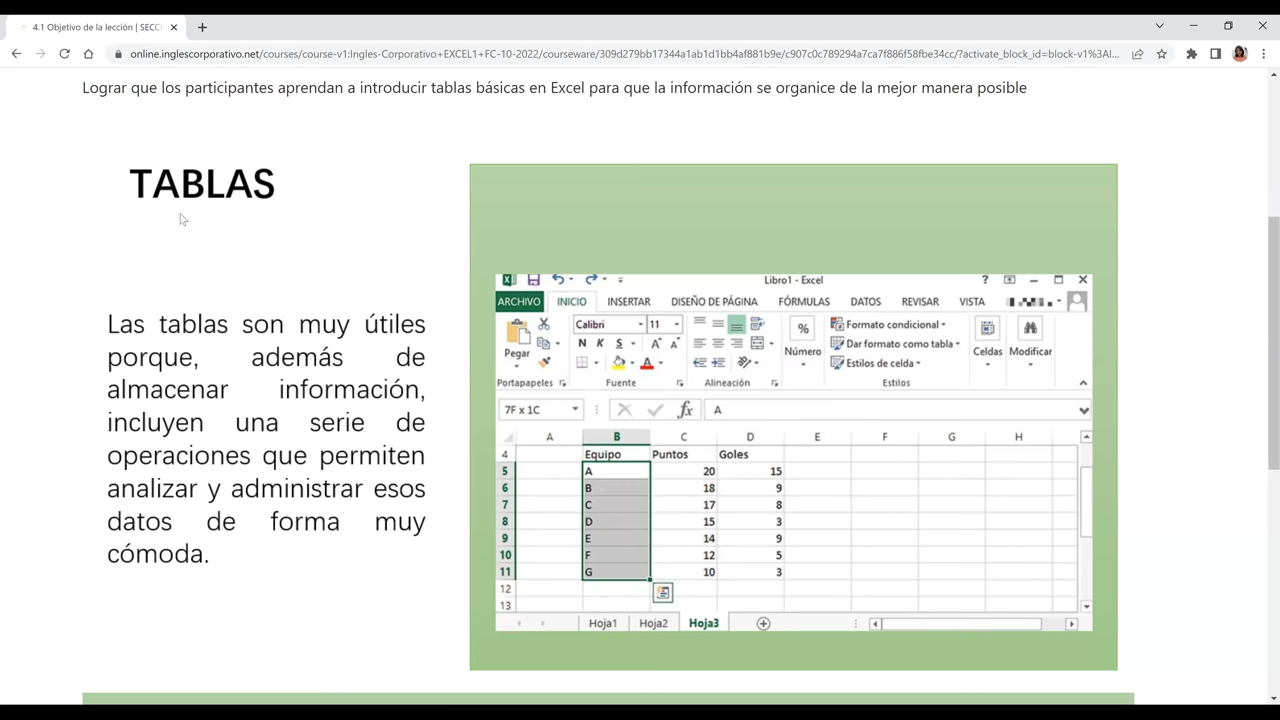 4.1 Objetivo de la lección | SECCI
online.inglescorporativo.net/courses/course-v1:Ingles-Corporativo+EXCEL1+FC-10-2022/courseware/309d279bb17344a1ab1d1bb4af881b9e/c907c0c789294a7ca7f886f58fbe34cc/?activate_block_id=block-v1%3AI...
Lograr que los participantes aprendan a introducir tablas básicas en Excel para que la información se organice de la mejor manera posible
TABLAS
Las tablas son muy útiles
porque, además de
almacenar información,
incluyen una serie de
operaciones que permiten
analizar y administrar esos
datos de forma muy
cómoda.
Libro1 - Excel
ARCHIVO INICIO INSERTAR DISEÑO DE PÁGINA FÓRMULAS DATOS REVISAR VISTA
Calibri 11 % Formato condicional
Pegar N K S A A Número Dar formato como tabla Celdas Modificar
A Estilos de celda
Portapapeles Fuente Alineación Estilos
7F x 1C fx A
A B C D E F G H
4 Equipo Puntos Goles
5 A 20 15
6 B 18 9
7 C 17 8
8 D 15 3
9 E 14 9
10 F 12 5
11 G 10 3
12
13
Hoja1 Hoja2 Hoja3